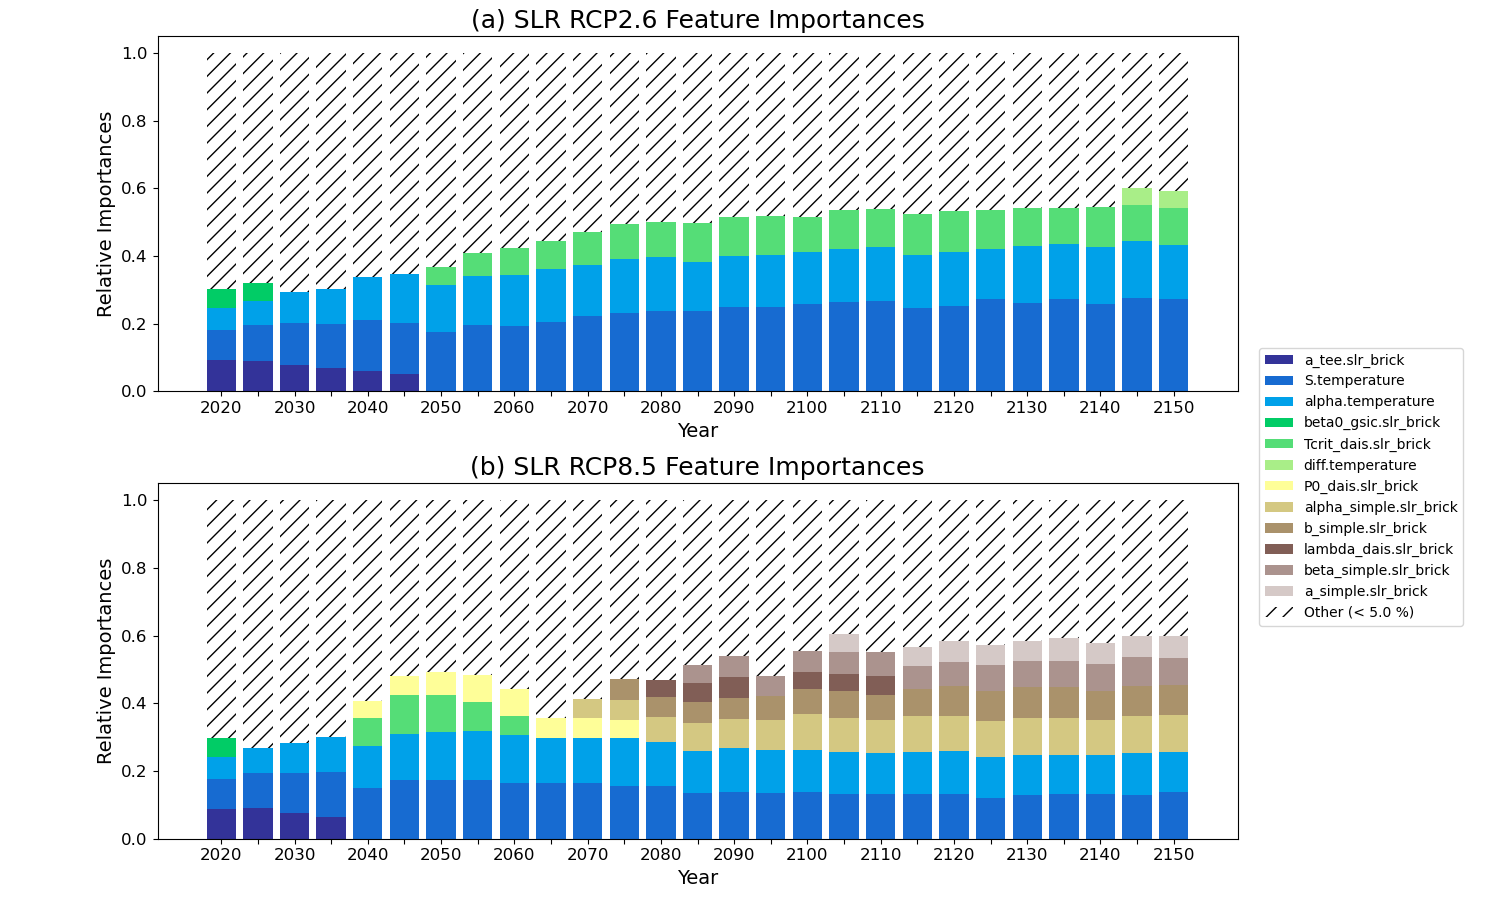 (a) SLR RCP2.6 Feature Importances
1.0
0.8
0.6
0.4
0.2
0.0
Relative Importances
2020 2030 2040 2050 2060 2070 2080 2090 2100 2110 2120 2130 2140 2150
Year
(b) SLR RCP8.5 Feature Importances
1.0
0.8
0.6
0.4
0.2
0.0
Relative Importances
2020 2030 2040 2050 2060 2070 2080 2090 2100 2110 2120 2130 2140 2150
Year
a_tee.slr_brick
S.temperature
alpha.temperature
beta0_gsic.slr_brick
Tcrit_dais.slr_brick
diff.temperature
P0_dais.slr_brick
alpha_simple.slr_brick
b_simple.slr_brick
lambda_dais.slr_brick
beta_simple.slr_brick
a_simple.slr_brick
Other (< 5.0 %)